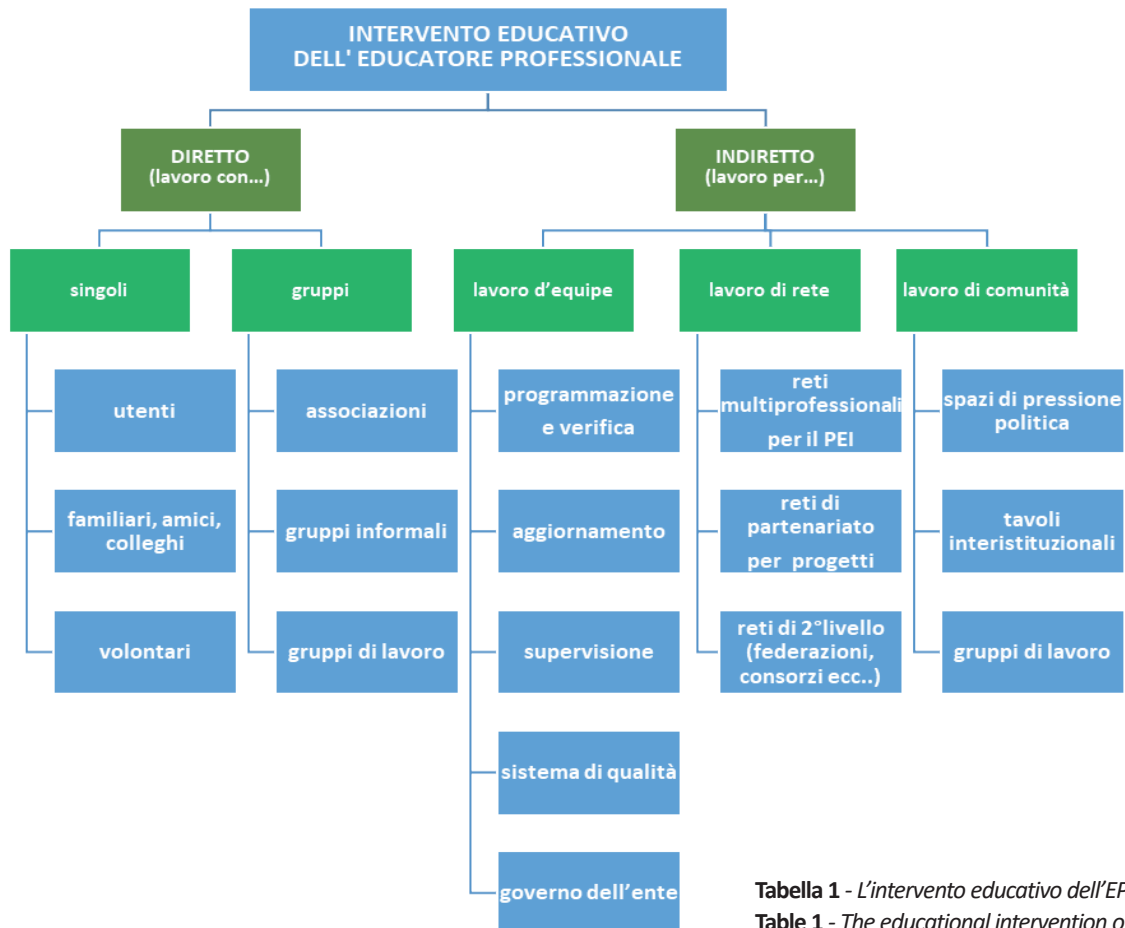 INTERVENTO EDUCATIVO
DELL' EDUCATORE PROFESSIONALE
DIRETTO
(lavoro con...)
INDIRETTO
(lavoro per...)
singoli
gruppi
lavoro d'equipe
lavoro di rete
lavoro di comunità
utenti
familiari, amici,
colleghi
volontari
associazioni
gruppi informali
gruppi di lavoro
programmazione
e verifica
aggiornamento
supervisione
sistema di qualità
governo dell'ente
reti
multiprofessionali
per il PEI
reti di
partenariato
per progetti
reti di 2°livello
(federazioni,
consorzi ecc..)
spazi di pressione
politica
tavoli
interistituzionali
gruppi di lavoro
Tabella 1 - L'intervento educativo dell'EP
Table 1 - The educational intervention o